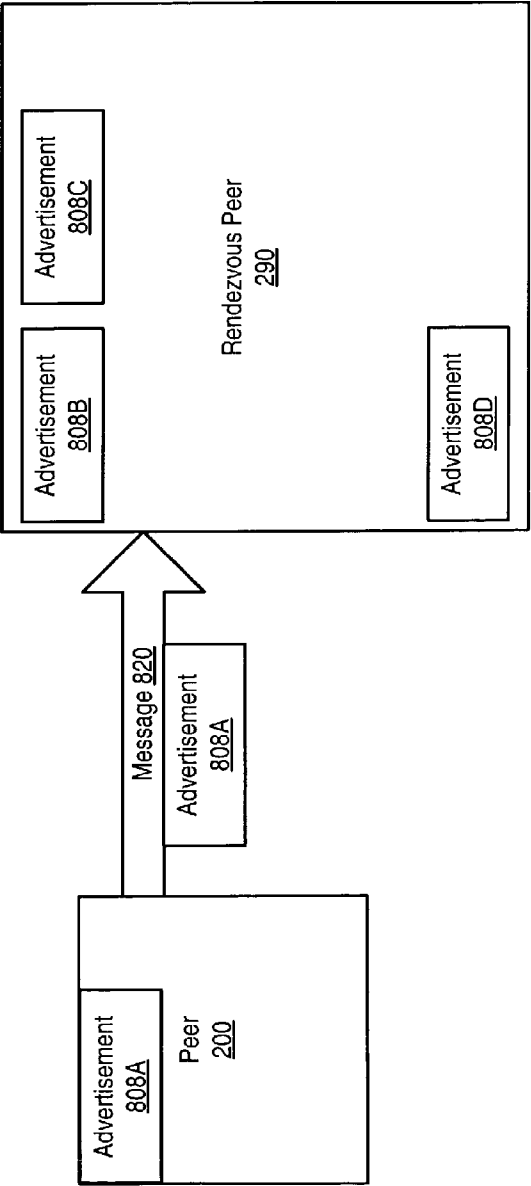 Advertisement
808A
Peer
200
Message 820
Advertisement
808A
Advertisement
808B
Advertisement
808C
Rendezvous Peer
290
Advertisement
808D